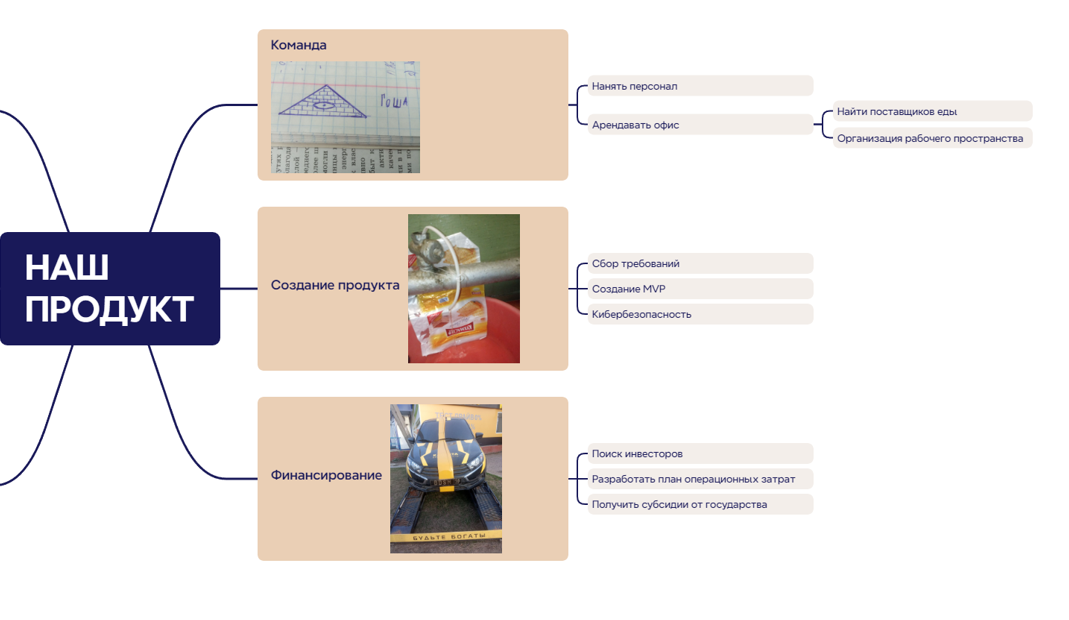 НАШ
ПРОДУКТ
Команда
Гоша
Нанять персонал
Арендавать офис
Найти поставщиков еды
Организация рабочего пространства
Создание продукта
Сбор требований
Создание MVP
Кибербезопасность
Финансирование
БУДЬТЕ БОГАТЫ
Поиск инвесторов
Разработать план операционных затрат
Получить субсидии от государства